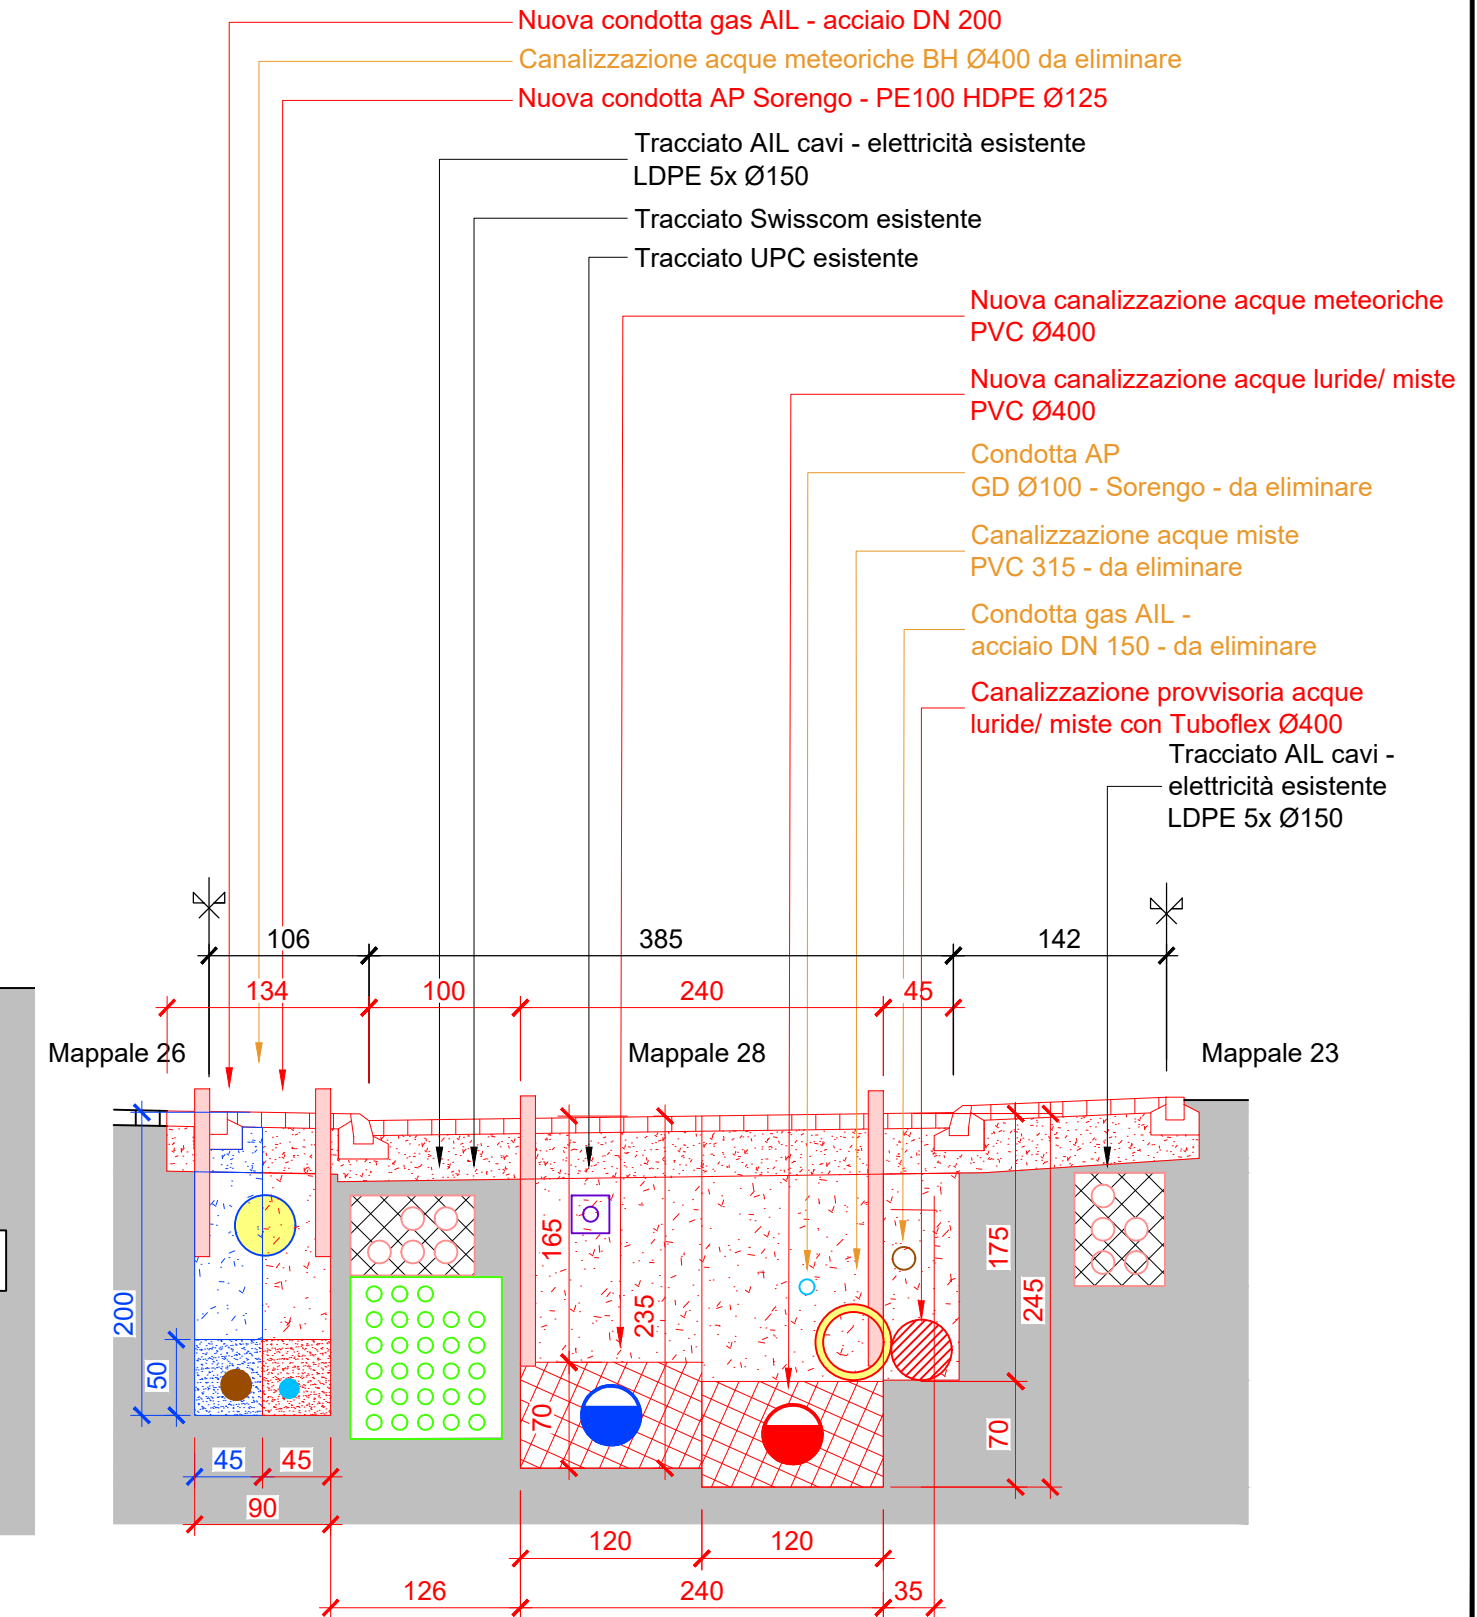 Nuova condotta gas AIL - acciaio DN 200
Canalizzazione acque meteoriche BH Ø400 da eliminare
Nuova condotta AP Sorengo - PE100 HDPE Ø125
Tracciato AIL cavi - elettricità esistente
LDPE 5x Ø150
Tracciato Swisscom esistente
Tracciato UPC esistente
Nuova canalizzazione acque meteoriche
PVC Ø400
Nuova canalizzazione acque luride/ miste
PVC Ø400
Condotta AP
GD Ø100 - Sorengo - da eliminare
Canalizzazione acque miste
PVC 315 - da eliminare
Condotta gas AIL -
acciaio DN 150 - da eliminare
Canalizzazione provvisoria acque
luride/ miste con Tuboflex Ø400
Tracciato AIL cavi -
elettricità esistente
LDPE 5x Ø150
106 385 142
134 100 240 45
Mappale 26 Mappale 28 Mappale 23
165
175
200
235
245
50
70
70
45 45
90
120 120
126 240 35